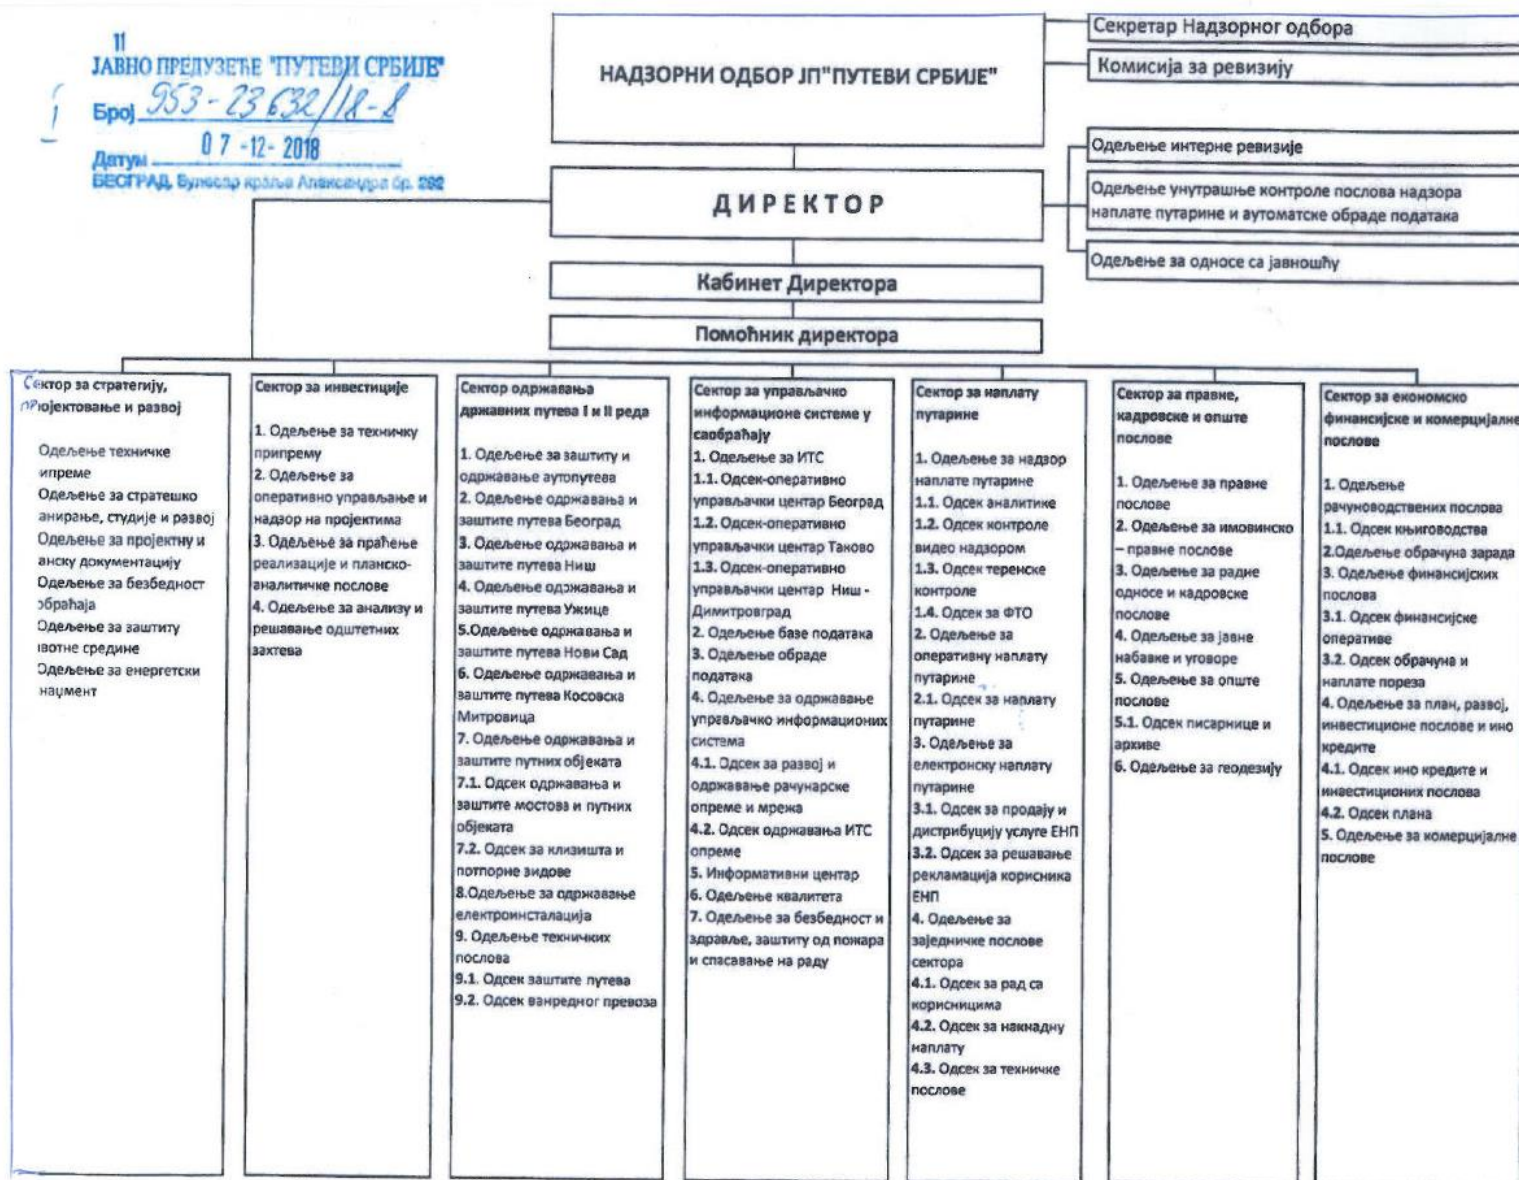 11
ЈАВНО ПРЕДУЗЕЋЕ "ПУТЕВИ СРБИЈЕ"
Број 953-23632/18-8
Датум 07-12-2018
БЕОГРАД, Булевар краља Александра бр. 282
НАДЗОРНИ ОДБОР ЈП"ПУТЕВИ СРБИЈЕ"
Секретар Надзорног одбора
Комисија за ревизију
ДИРЕКТОР
Одељење интерне ревизије
Одељење унутрашње контроле послова надзора
наплате путарине и аутоматске обраде података
Одељење за односе са јавношћу
Кабинет Директора
Помоћник директора
Сектор за стратегију,
пројектовање и развој
Одељење техничке
ипреме
Одељење за стратешко
анирање, студије и развој
Одељење за пројектну и
анску документацију
Одељење за безбедност
обраћаја
Одељење за заштиту
вотне средине
Одељење за енергетски
наџмент
Сектор за инвестиције
1. Одељење за техничку
припрему
2. Одељење за
оперативно управљање и
надзор на пројектима
3. Одељење за праћење
реализације и планско-
аналитичке послове
4. Одељење за анализу и
решавање одштетних
захтева
Сектор одржавања
државних путева I и II реда
1. Одељење за заштиту и
одржавање аутопутева
2. Одељење одржавања и
заштите путева Београд
3. Одељење одржавања и
заштите путева Ниш
4. Одељење одржавања и
заштите путева Ужице
5.Одељење одржавања и
заштите путева Нови Сад
6. Одељење одржавања и
заштите путева Косовска
Митровица
7. Одељење одржавања и
заштите путних објеката
7.1. Одсек одржавања и
заштите мостова и путних
објеката
7.2. Одсек за клизишта и
потпорне зидове
8.Одељење за одржавање
електроинсталација
9. Одељење техничких
послова
9.1. Одсек заштите путева
9.2. Одсек ванредног превоза
Сектор за управљачко
информационе системе у
саобраћају
1. Одељење за ИТС
1.1. Одсек-оперативно
управљачки центар Београд
1.2. Одсек-оперативно
управљачки центар Таково
1.3. Одсек-оперативно
управљачки центар Ниш -
Димитровград
2. Одељење базе података
3. Одељење обраде
података
4. Одељење за одржавање
управљачко информационих
система
4.1. Одсек за развој и
одржавање рачунарске
опреме и мрежа
4.2. Одсек одржавања ИТС
опреме
5. Информативни центар
6. Одељење квалитета
7. Одељење за безбедност и
здравље, заштиту од пожара
и спасавање на раду
Сектор за наплату
путарине
1. Одељење за надзор
наплате путарине
1.1. Одсек аналитике
1.2. Одсек контроле
видео надзором
1.3. Одсек теренске
контроле
1.4. Одсек за ФТО
2. Одељење за
оперативну наплату
путарине
2.1. Одсек за наплату
путарине
3. Одељење за
електронску наплату
путарине
3.1. Одсек за продају и
дистрибуцију услуге ЕНП
3.2. Одсек за решавање
рекламација корисника
ЕНП
4. Одељење за
заједничке послове
сектора
4.1. Одсек за рад са
корисницима
4.2. Одсек за накнадну
наплату
4.3. Одсек за техничке
послове
Сектор за правне,
кадровске и опште
послове
1. Одељење за правне
послове
2. Одељење за имовинско
– правне послове
3. Одељење за радне
односе и кадровске
послове
4. Одељење за јавне
набавке и уговоре
5. Одељење за опште
послове
5.1. Одсек писарнице и
архиве
6. Одељење за геодезију
Сектор за економско
финансијске и комерцијалне
послове
1. Одељење
рачуноводствених послова
1.1. Одсек књиговодства
2.Одељење обрачуна зарада
3. Одељење финансијских
послова
3.1. Одсек финансијске
оперативе
3.2. Одсек обрачуна и
наплате пореза
4. Одељење за план, развој,
инвестиционе послове и ино
кредите
4.1. Одсек ино кредите и
инвестиционих послова
4.2. Одсек плана
5. Одељење за комерцијалне
послове